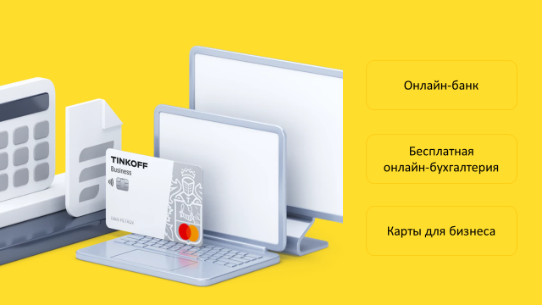 Онлайн-банк
Бесплатная
онлайн-бухгалтерия
TINKOFF
Business
Карты для бизнеса